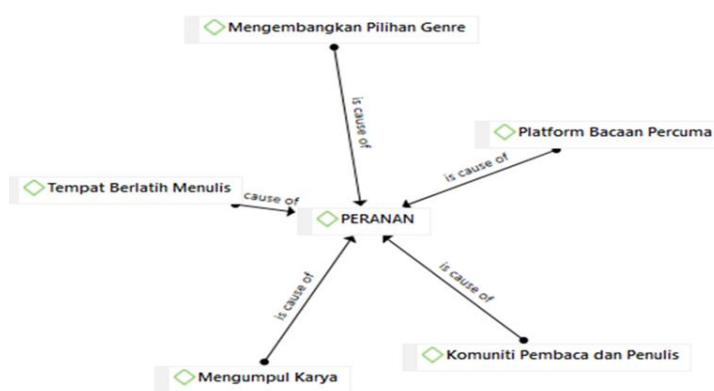 Mengembangkan Pilihan Genre
is cause of
Platform Bacaan Percuma
is cause of
Tempat Berlatih Menulis
cause of
PERANAN
is cause of
is cause of
Komuniti Pembaca dan Penulis
Mengumpul Karya